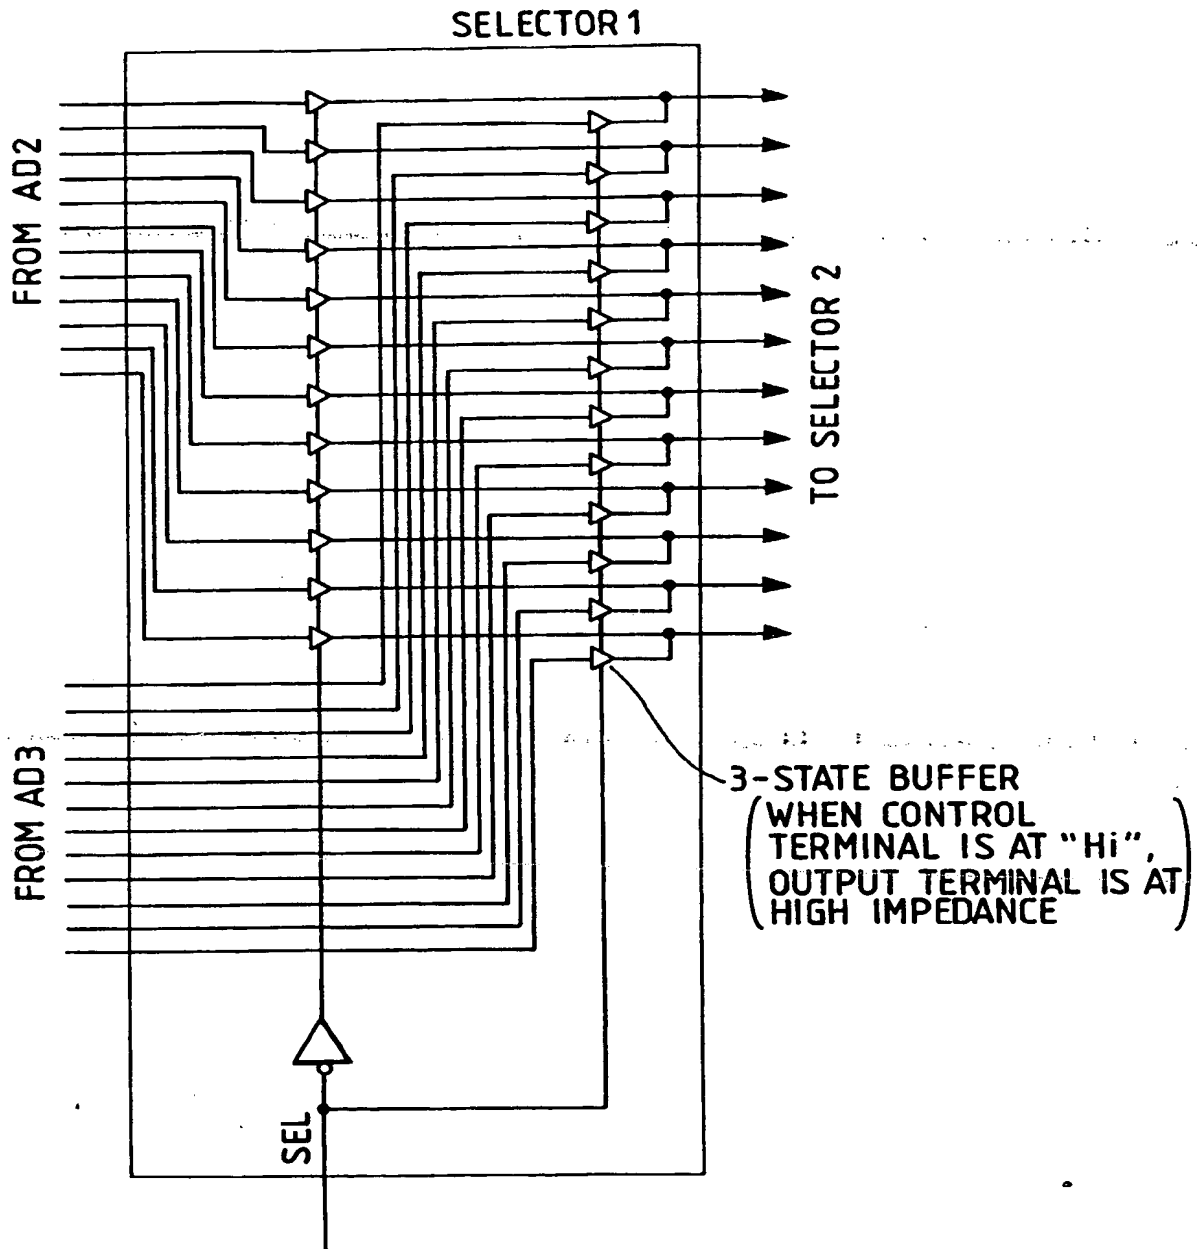 SELECTOR 1
FROM AD2
TO SELECTOR 2
FROM AD3
3-STATE BUFFER
(WHEN CONTROL
TERMINAL IS AT "Hi",
OUTPUT TERMINAL IS AT
HIGH IMPEDANCE)
SEL